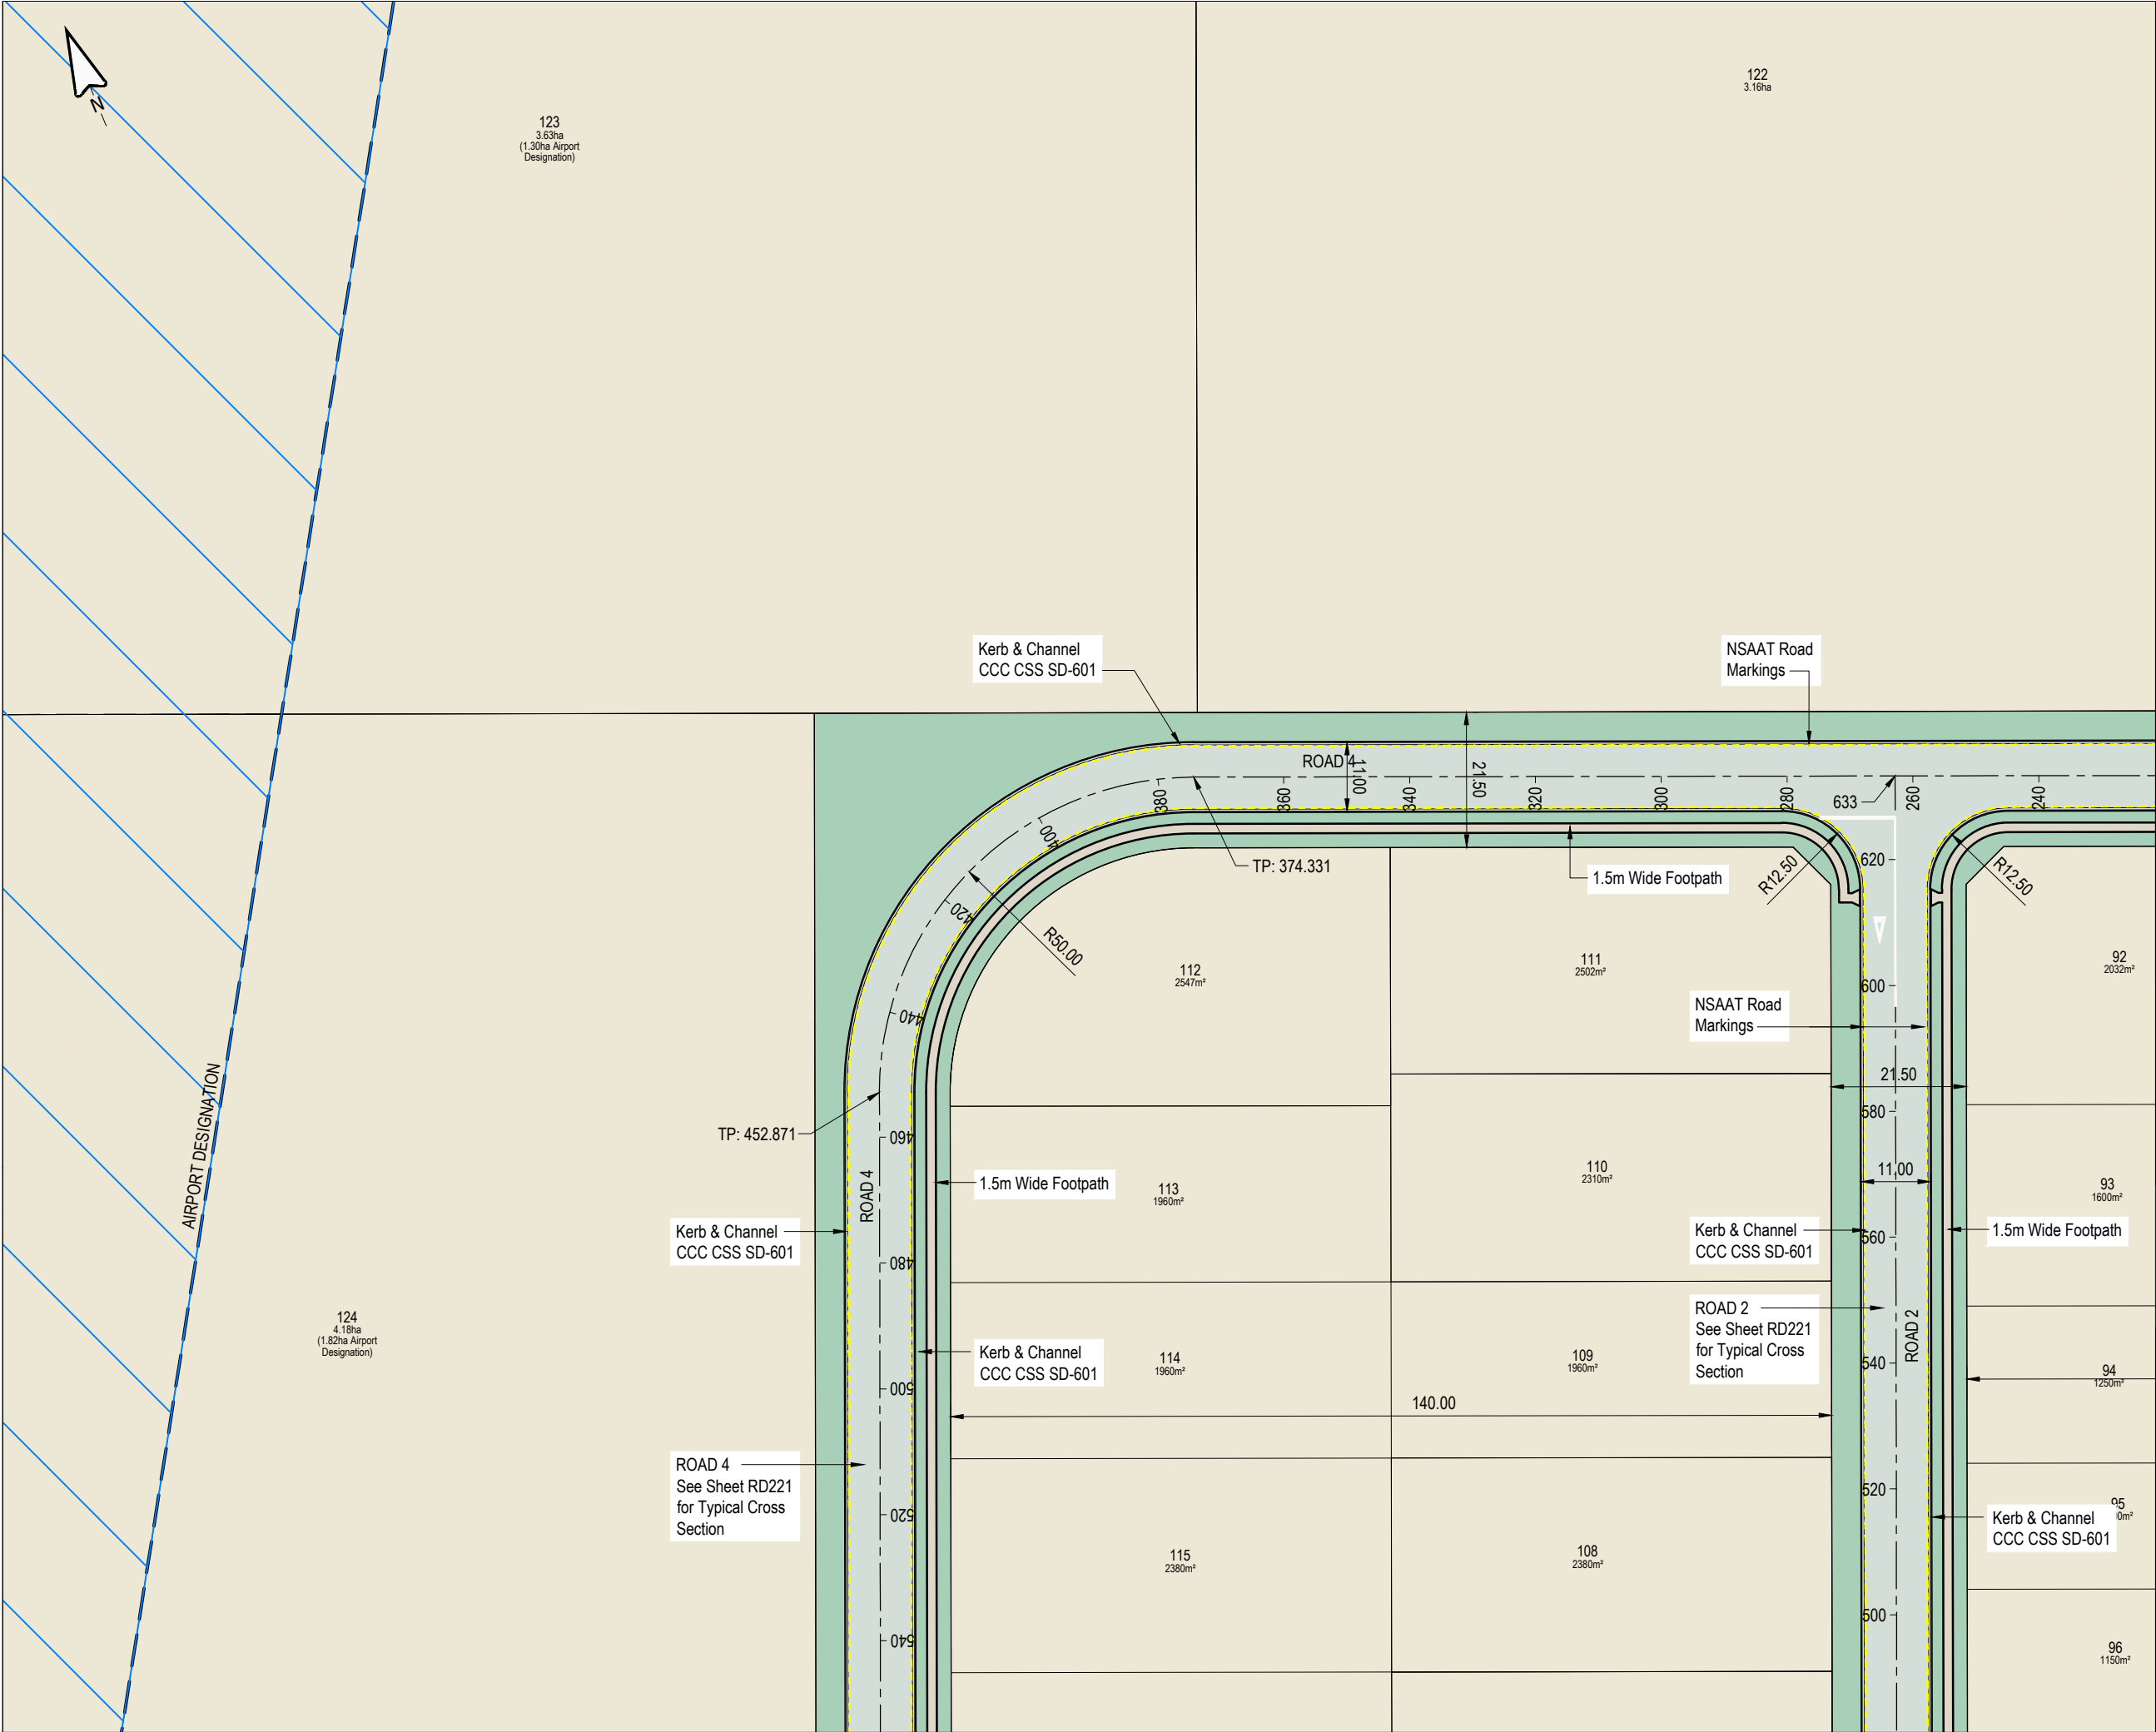 N
122
3.16ha
123
3.63ha
(1.30ha Airport
Designation)
Kerb & Channel
CCC CSS SD-601
NSAAT Road
Markings
ROAD 4
11.00
21.50
380
360
340
320
300
280
260
240
633
TP: 374.331
1.5m Wide Footpath
R12.50
R12.50
620
400
420
440
R50.00
112
2547m²
111
2502m²
92
2032m²
600
NSAAT Road
Markings
21.50
580
TP: 452.871
460
AIRPORT DESIGNATION
ROAD 4
1.5m Wide Footpath
113
1960m²
110
2310m²
11.00
93
1600m²
Kerb & Channel
CCC CSS SD-601
Kerb & Channel
CCC CSS SD-601
560
1.5m Wide Footpath
480
124
4.18ha
(1.82ha Airport
Designation)
Kerb & Channel
CCC CSS SD-601
114
1960m²
109
1960m²
ROAD 2
See Sheet RD221
for Typical Cross
Section
540
ROAD 2
94
1250m²
500
140.00
ROAD 4
See Sheet RD221
for Typical Cross
Section
520
520
95
Kerb & Channel
CCC CSS SD-601
115
2380m²
108
2380m²
500
540
96
1150m²